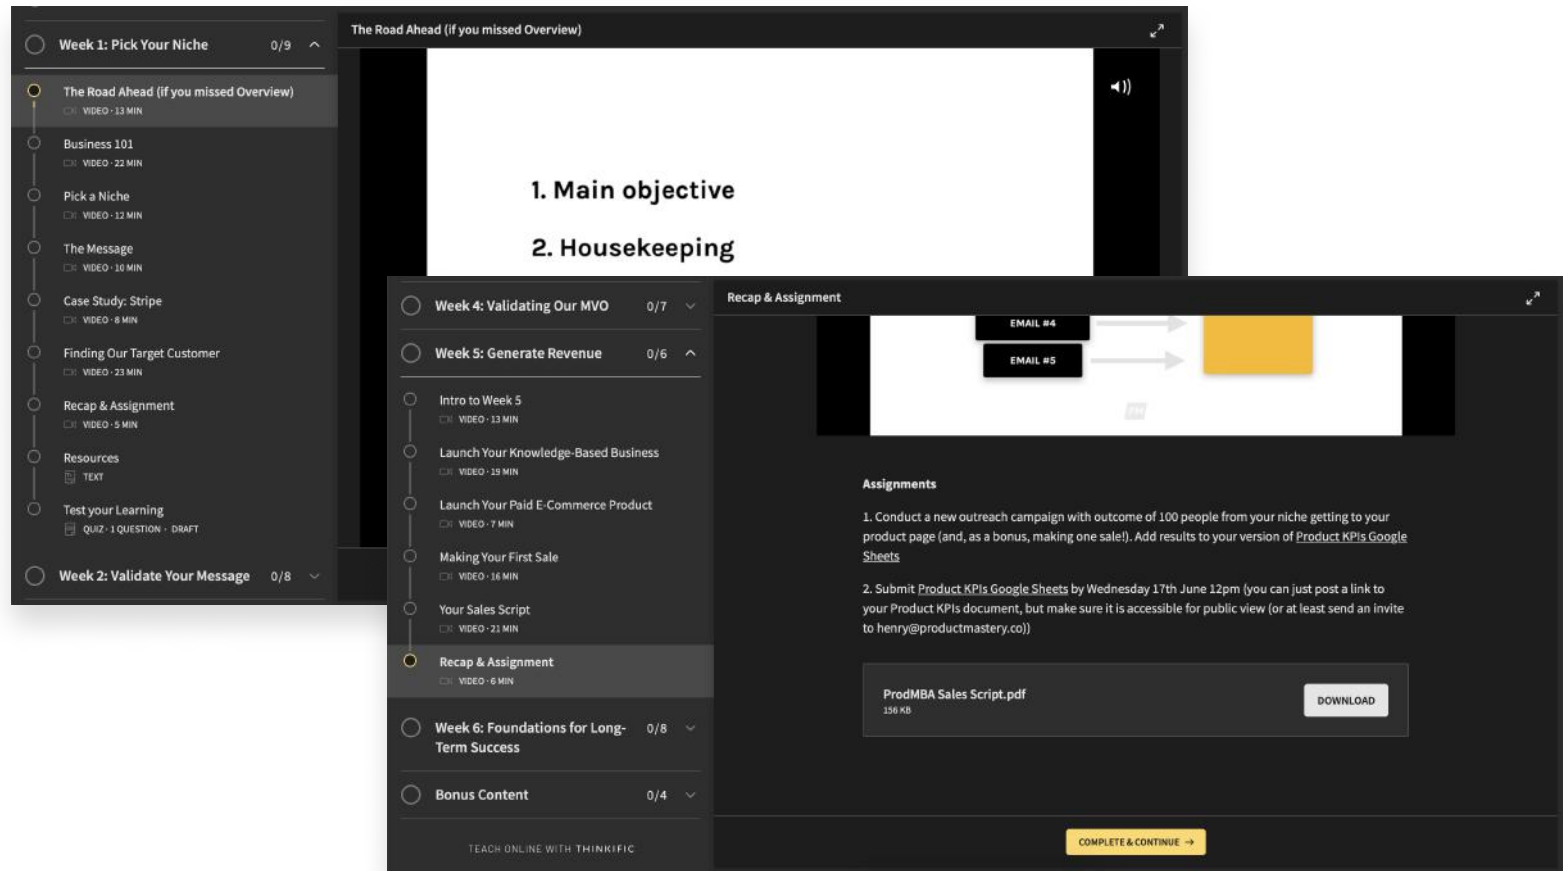 Week 1: Pick Your Niche 0/9
The Road Ahead (if you missed Overview)
VIDEO · 13 MIN
Business 101
VIDEO · 22 MIN
Pick a Niche
VIDEO · 12 MIN
The Message
VIDEO · 10 MIN
Case Study: Stripe
VIDEO · 8 MIN
Finding Our Target Customer
VIDEO · 23 MIN
Recap & Assignment
VIDEO · 5 MIN
Resources
TEXT
Test your Learning
QUIZ · 1 QUESTION · DRAFT
Week 2: Validate Your Message 0/8
The Road Ahead (if you missed Overview)
1. Main objective
2. Housekeeping
Week 4: Validating Our MVO 0/7
Week 5: Generate Revenue 0/6
Intro to Week 5
VIDEO · 13 MIN
Launch Your Knowledge-Based Business
VIDEO · 19 MIN
Launch Your Paid E-Commerce Product
VIDEO · 7 MIN
Making Your First Sale
VIDEO · 16 MIN
Your Sales Script
VIDEO · 21 MIN
Recap & Assignment
VIDEO · 6 MIN
Week 6: Foundations for Long- 0/8
Term Success
Bonus Content 0/4
TEACH ONLINE WITH THINKIFIC
Recap & Assignment
EMAIL #4
EMAIL #5
Assignments
1. Conduct a new outreach campaign with outcome of 100 people from your niche getting to your
product page (and, as a bonus, making one sale!). Add results to your version of Product KPIs Google
Sheets
2. Submit Product KPIs Google Sheets by Wednesday 17th June 12pm (you can just post a link to
your Product KPIs document, but make sure it is accessible for public view (or at least send an invite
to henry@productmastery.co))
ProdMBA Sales Script.pdf
156 KB
DOWNLOAD
COMPLETE & CONTINUE →